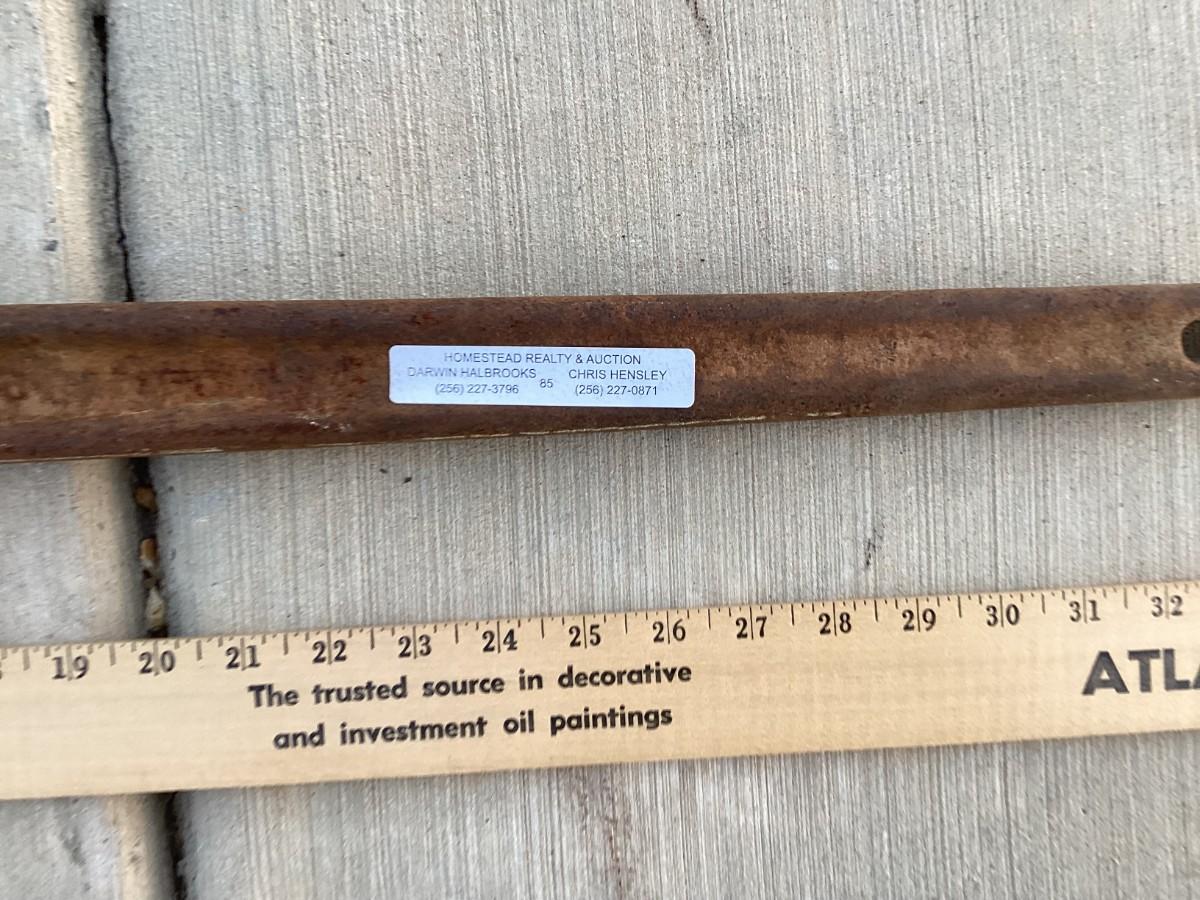 HOMESTEAD REALTY & AUCTION
DARWIN HALBROOKS 85 CHRIS HENSLEY
(256) 227-3796 (256) 227-0871
19 20 21 22 23 24 25 26 27 28 29 30 31 32
The trusted source in decorative
and investment oil paintings
ATLA